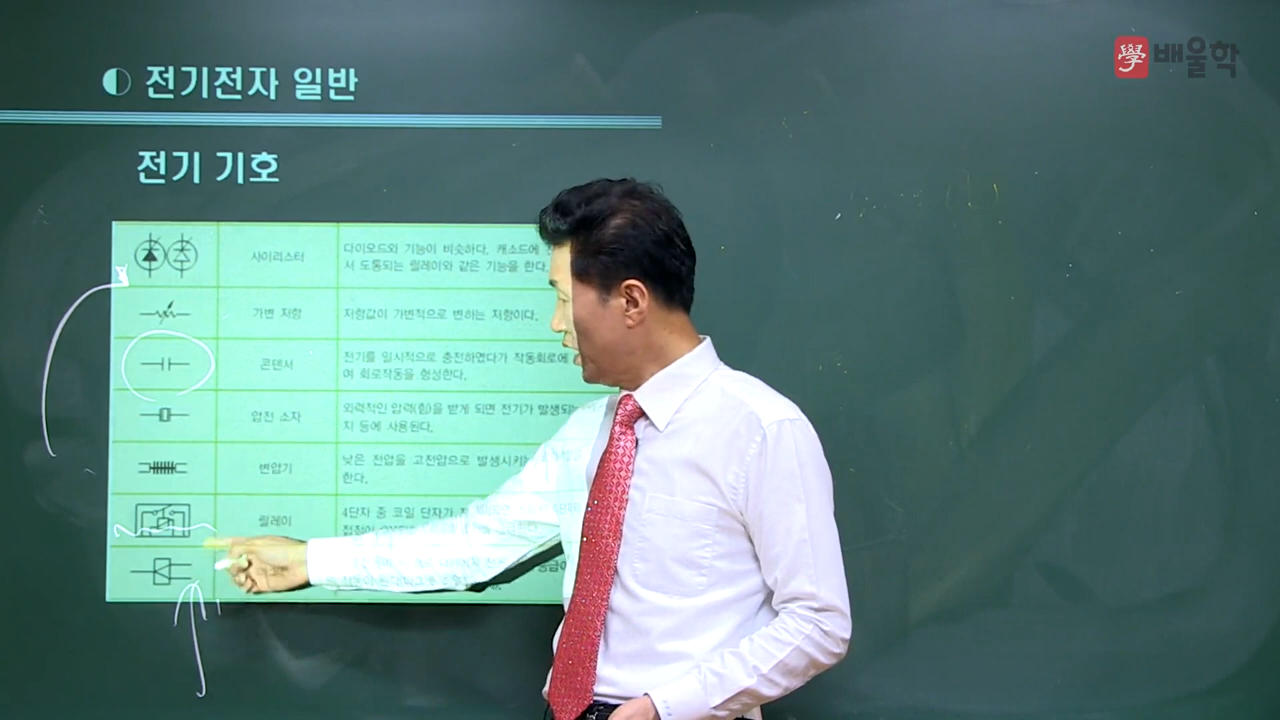 學 배울학
전기전자 일반
전기 기호
사이리스터
다이오드와 기능이 비슷하다. 캐소드에
서 도통되는 릴레이와 같은 기능을 한다.
가변 저항
저항값이 가변적으로 변하는 저항이다.
콘덴서
전기를 일시적으로 충전하였다가 작동회로에
여 회로작동을 형성한다.
압전 소자
외력적인 압력(힘)을 받게 되면 전기가
지 등에 사용된다.
변압기
낮은 전압을 고전압으로
한다.
릴레이
4단자 중 코일 단자가